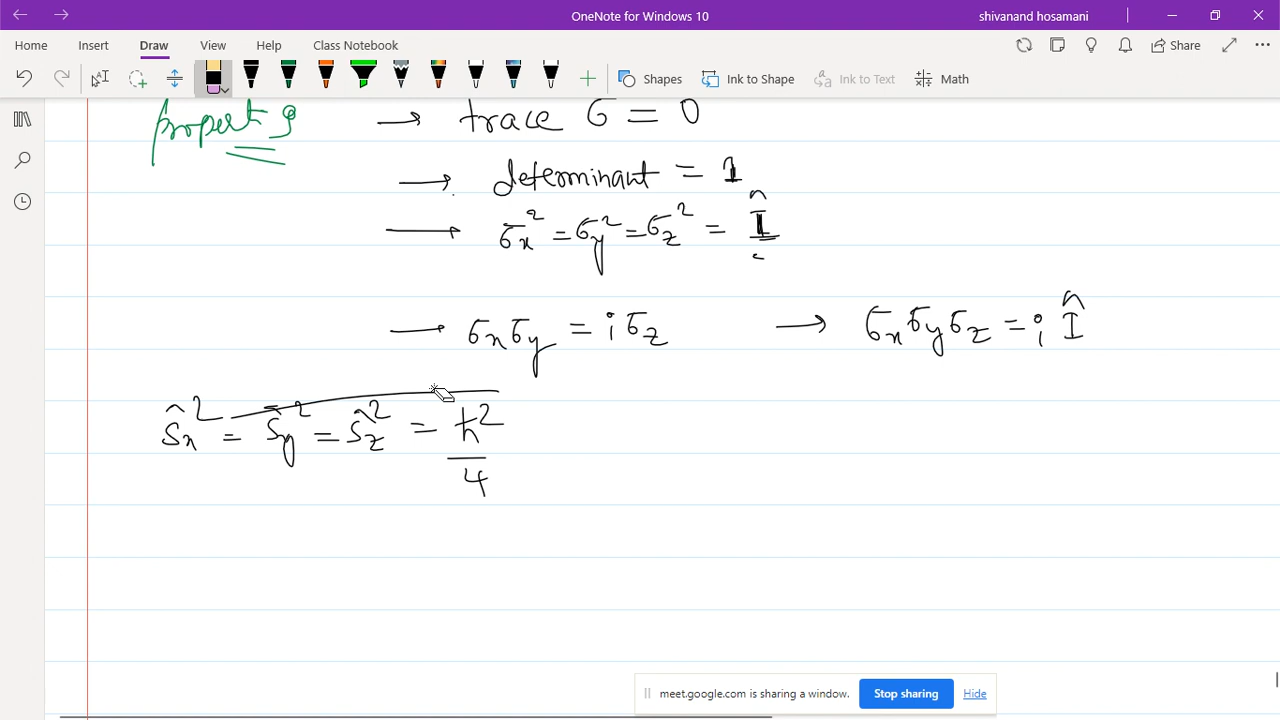 OneNote for Windows 10
shivanand hosamani
Home Insert Draw View Help Class Notebook Share
Shapes Ink to Shape Ink to Text Math
→ trace σ = 0
→ determinant = 1
→ σx² = σy² = σz² = Î
→ σxσy = iσz → σxσyσz = i Î
Ŝx² = Ŝy² = Ŝz² = ħ²/4
meet.google.com is sharing a window. Stop sharing Hide